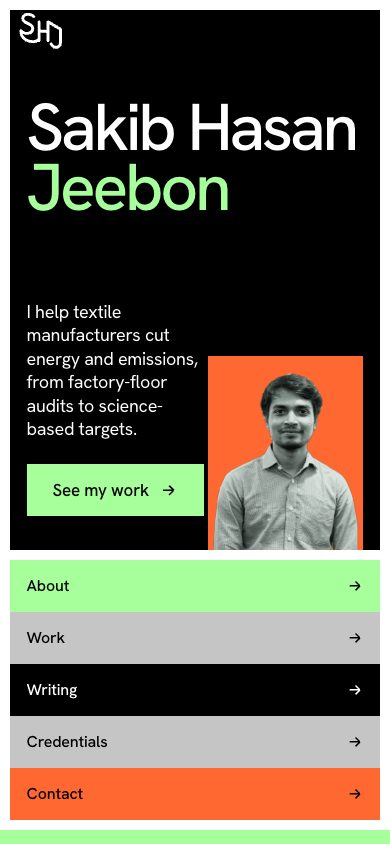 SHJ
Sakib Hasan
Jeebon
I help textile
manufacturers cut
energy and emissions,
from factory-floor
audits to science-
based targets.
See my work →
About →
Work →
Writing →
Credentials →
Contact →